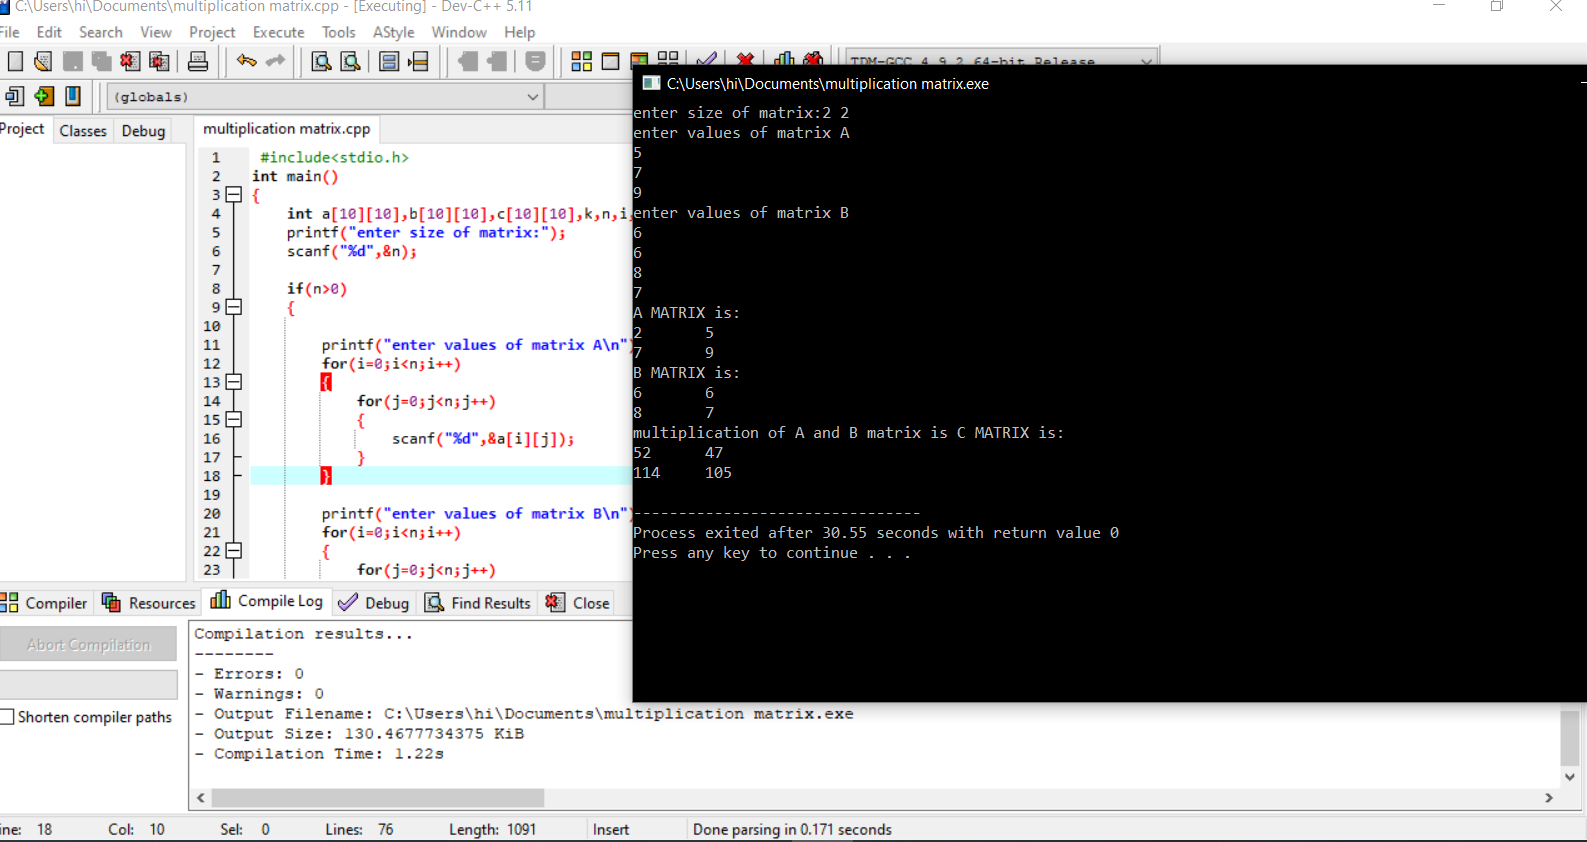 C:\Users\hi\Documents\multiplication matrix.cpp - [Executing] - Dev-C++ 5.11
File Edit Search View Project Execute Tools AStyle Window Help
TDM-GCC 4.9.2 64-bit Release
(globals)
Project Classes Debug
multiplication matrix.cpp
1 #include<stdio.h>
2 int main()
3 {
4 int a[10][10],b[10][10],c[10][10],k,n,i,
5 printf("enter size of matrix:");
6 scanf("%d",&n);
7
8 if(n>0)
9 {
10
11 printf("enter values of matrix A\n")
12 for(i=0;i<n;i++)
13 {
14 for(j=0;j<n;j++)
15 {
16 scanf("%d",&a[i][j]);
17 }
18 }
19
20 printf("enter values of matrix B\n")
21 for(i=0;i<n;i++)
22 {
23 for(j=0;j<n;j++)
C:\Users\hi\Documents\multiplication matrix.exe
enter size of matrix:2 2
enter values of matrix A
5
7
9
enter values of matrix B
6
6
8
7
A MATRIX is:
2 5
7 9
B MATRIX is:
6 6
8 7
multiplication of A and B matrix is C MATRIX is:
52 47
114 105
--------------------------------
Process exited after 30.55 seconds with return value 0
Press any key to continue . . .
Compiler Resources Compile Log Debug Find Results Close
Abort Compilation
Shorten compiler paths
Compilation results...
--------
- Errors: 0
- Warnings: 0
- Output Filename: C:\Users\hi\Documents\multiplication matrix.exe
- Output Size: 130.4677734375 KiB
- Compilation Time: 1.22s
ine: 18 Col: 10 Sel: 0 Lines: 76 Length: 1091 Insert Done parsing in 0.171 seconds